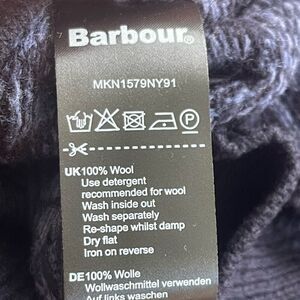 Barbour®
MKN1579NY91
UK100% Wool
Use detergent
recommended for wool
Wash inside out
Wash separately
Re-shape whilst damp
Dry flat
Iron on reverse
DE100% Wolle
Wollwaschmittel verwenden
Auf links waschen